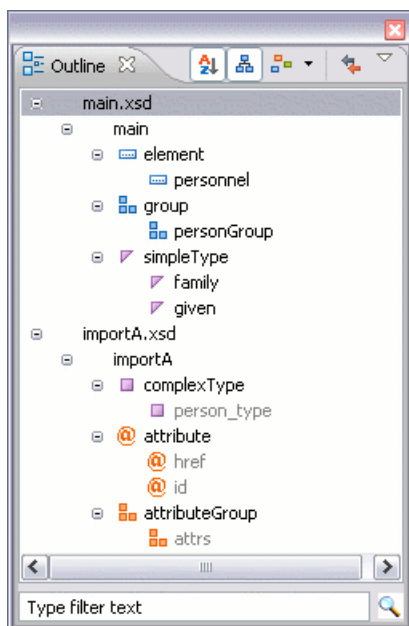 Outline
main.xsd
main
element
personnel
group
personGroup
simpleType
family
given
importA.xsd
importA
complexType
person_type
@ attribute
@ href
@ id
attributeGroup
attrs
Type filter text